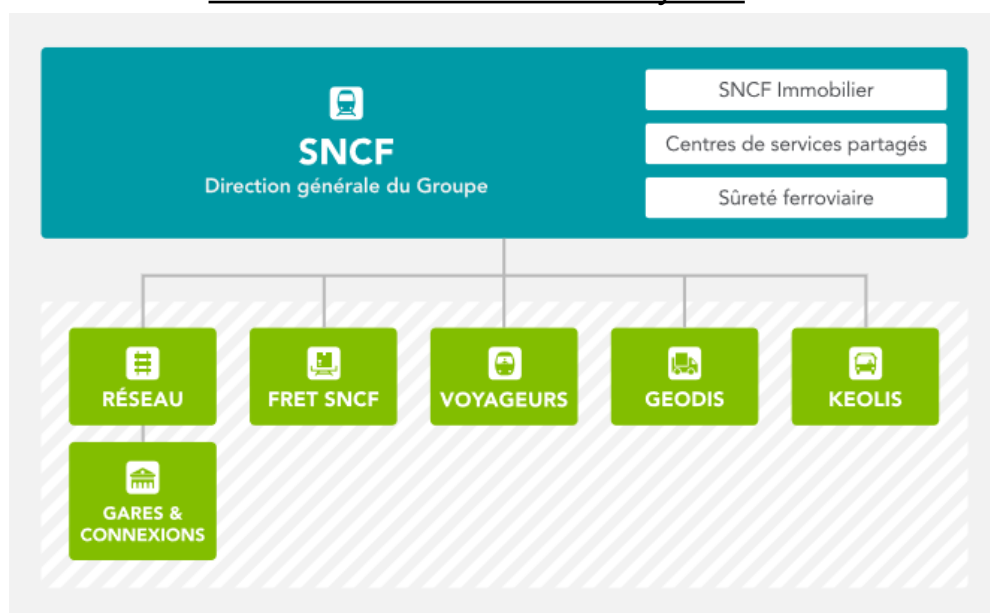 SNCF
Direction générale du Groupe
SNCF Immobilier
Centres de services partagés
Sûreté ferroviaire
RÉSEAU
FRET SNCF
VOYAGEURS
GEODIS
KEOLIS
GARES &
CONNEXIONS